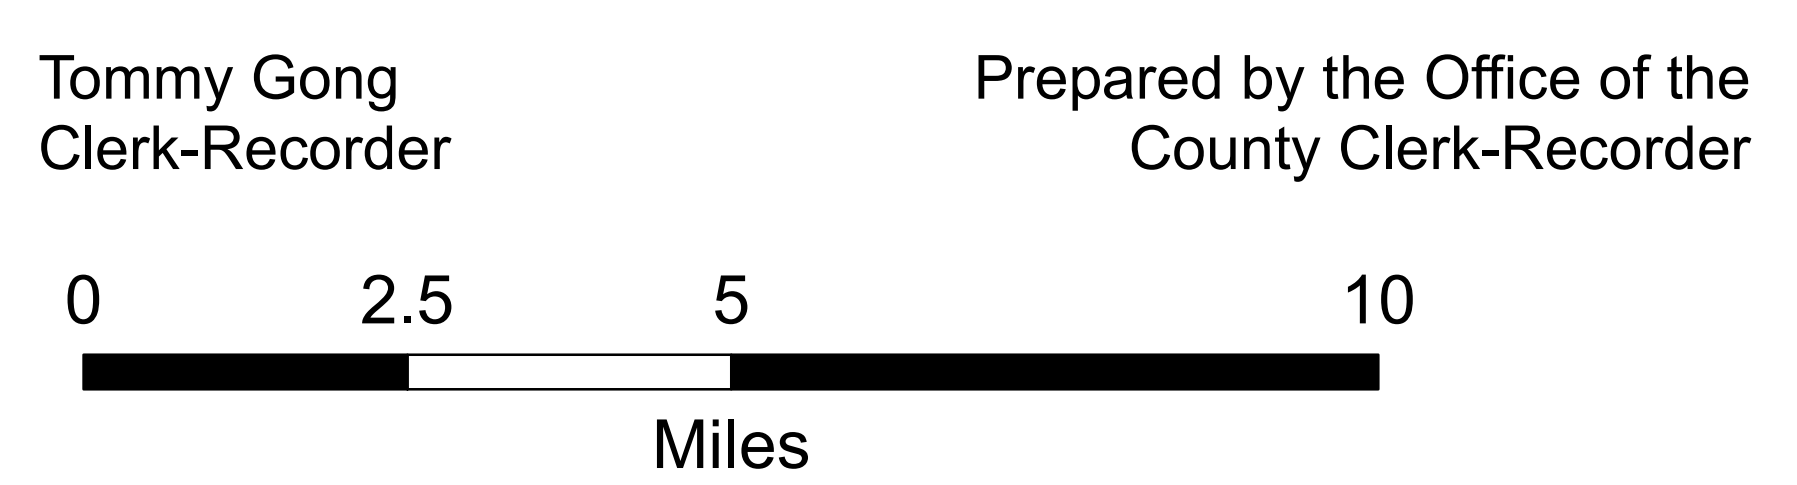 Tommy Gong
Clerk-Recorder
Prepared by the Office of the
County Clerk-Recorder
0 2.5 5 10
Miles